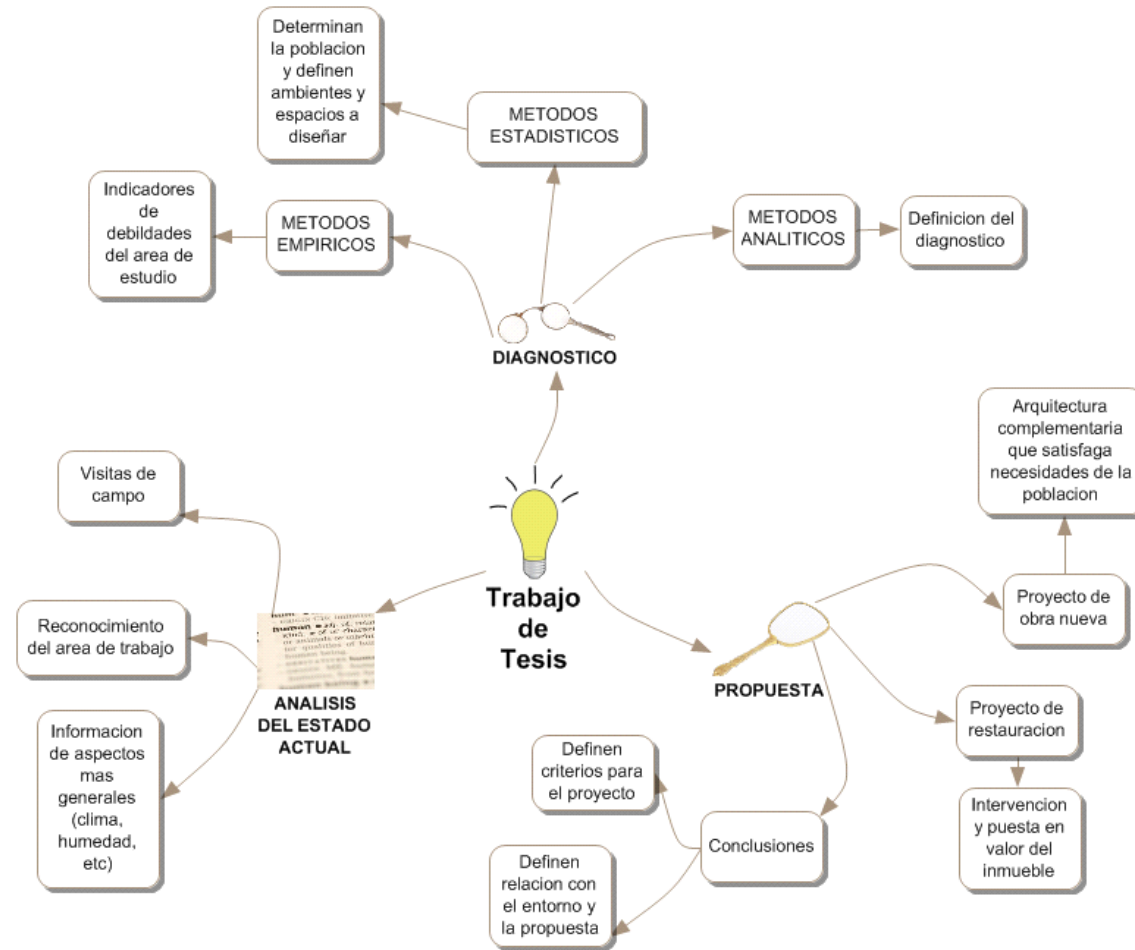 Determinan
la poblacion
y definen
ambientes y
espacios a
diseñar
METODOS
ESTADISTICOS
Indicadores
de
debildades
del area de
estudio
METODOS
EMPIRICOS
METODOS
ANALITICOS
Definicion del
diagnostico
DIAGNOSTICO
Arquitectura
complementaria
que satisfaga
necesidades de la
poblacion
Visitas de
campo
Trabajo
de
Tesis
Proyecto de
obra nueva
Reconocimiento
del area de trabajo
ANALISIS
DEL ESTADO
ACTUAL
PROPUESTA
Informacion
de aspectos
mas
generales
(clima,
humedad,
etc)
Proyecto de
restauracion
Definen
criterios para
el proyecto
Intervencion
y puesta en
valor del
inmueble
Conclusiones
Definen
relacion con
el entorno y
la propuesta